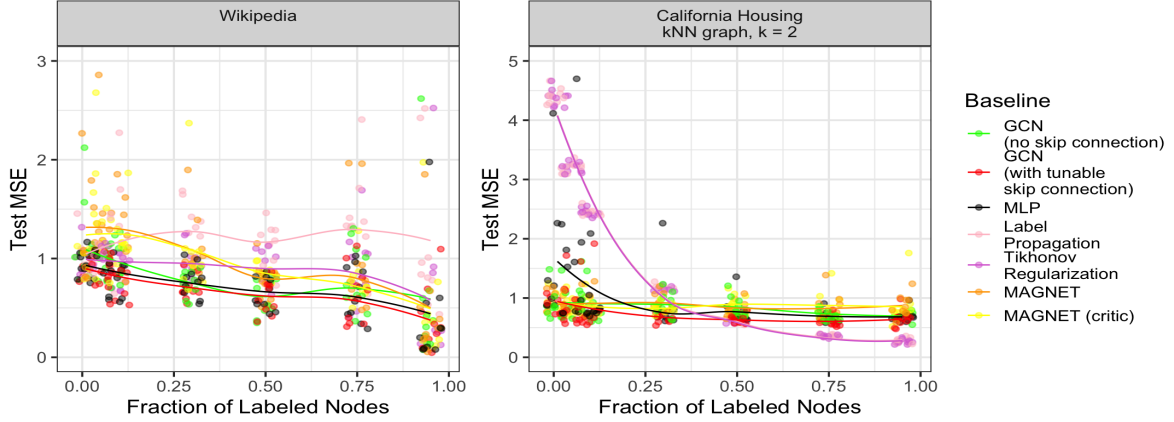 Wikipedia
Test MSE
3
2
1
0
0.00 0.25 0.50 0.75 1.00
Fraction of Labeled Nodes
California Housing
kNN graph, k = 2
Test MSE
5
4
3
2
1
0
0.00 0.25 0.50 0.75 1.00
Fraction of Labeled Nodes
Baseline
GCN
(no skip connection)
GCN
(with tunable
skip connection)
MLP
Label
Propagation
Tikhonov
Regularization
MAGNET
MAGNET (critic)